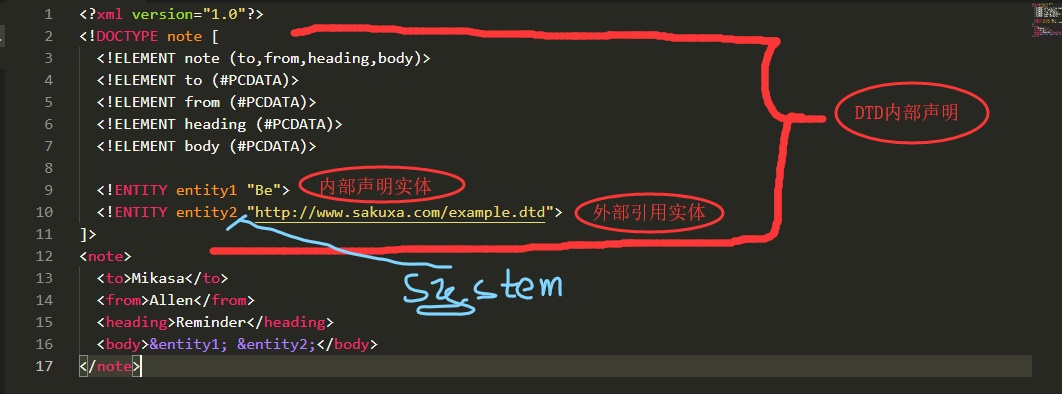 1 <?xml version="1.0"?>
2 <!DOCTYPE note [
3 <!ELEMENT note (to,from,heading,body)>
4 <!ELEMENT to (#PCDATA)>
5 <!ELEMENT from (#PCDATA)>
6 <!ELEMENT heading (#PCDATA)>
7 <!ELEMENT body (#PCDATA)>
DTD内部声明
8
9 <!ENTITY entity1 "Be"> 内部声明实体
10 <!ENTITY entity2 "http://www.sakuxa.com/example.dtd"> 外部引用实体
11 ]>
12 <note>
13 <to>Mikasa</to>
14 <from>Allen</from>
15 <heading>Reminder</heading>
16 <body>&entity1; &entity2;</body>
17 </note>